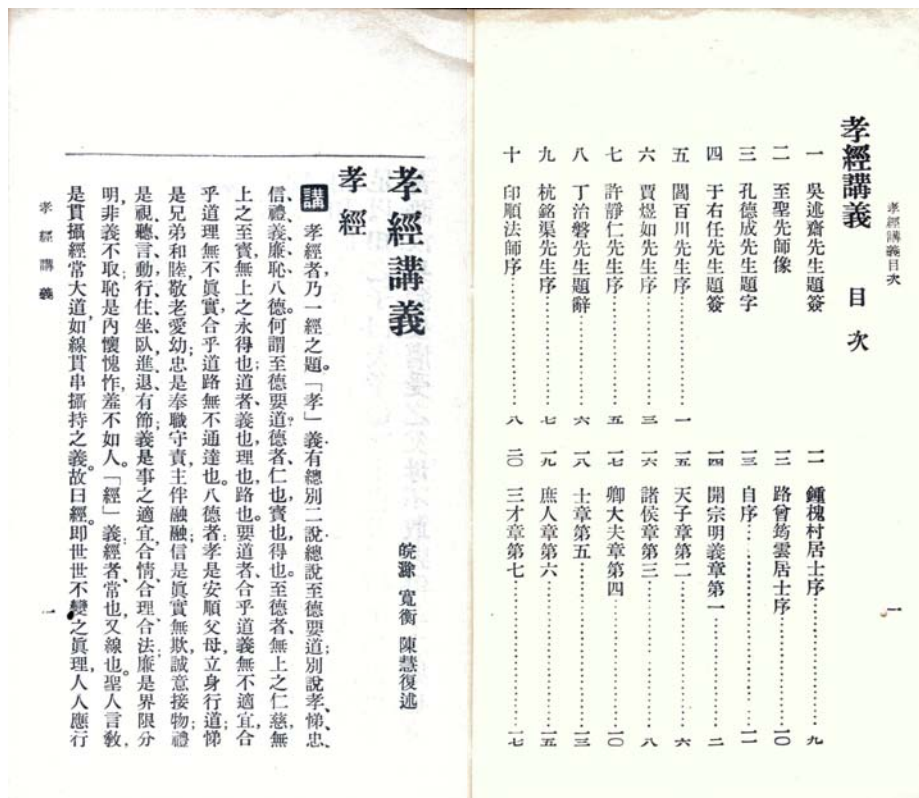 孝經講義目次
一
孝經講義　目　次
一　吳述齋先生題簽
二　至聖先師像
三　孔德成先生題字
四　于右任先生題簽
五　閻百川先生序…………一
六　賈煜如先生序…………三
七　許靜仁先生序…………五
八　丁治磐先生題辭…………六
九　杭銘渠先生序…………七
十　印順法師序…………八
一一　鍾槐村居士序…………九
一二　路曾筠雲居士序…………一〇
一三　自序…………一一
一四　開宗明義章第一…………二
一五　天子章第二…………六
一六　諸侯章第三…………八
一七　卿大夫章第四…………一〇
一八　士章第五…………一三
一九　庶人章第六…………一五
二〇　三才章第七…………一七
孝經講義
皖滁　寬衡　陳慧復述
孝經
講　孝經者，乃一經之題。「孝」義有總別二說，總說至德要道；別說孝、悌、忠、
信、禮、義、廉、恥、八德。何謂至德要道？德者、仁也，寶也，得也。至德者、無上之仁慈，無
上之至寶，無上之永得也；道者、義也，理也，路也。要道者、合乎道義無不適宜，合
乎道理無不眞實，合乎道路無不通達也。八德者：孝是安順父母，立身行道；悌
是兄弟和睦，敬老愛幼；忠是奉職守責，主伴融融；信是眞實無欺，誠意接物；禮
是視、聽、言、動、行、住、坐、臥、進、退有節；義是事之適宜，合情、合理、合法；廉是界限分
明，非義不取；恥是內懷愧怍，羞不如人。「經」義：經者、常也，又線也。聖人言敎，
是貫攝經常大道，如線貫串攝持之義。故曰經。即世世不變之眞理，人人應行
孝經講義
一